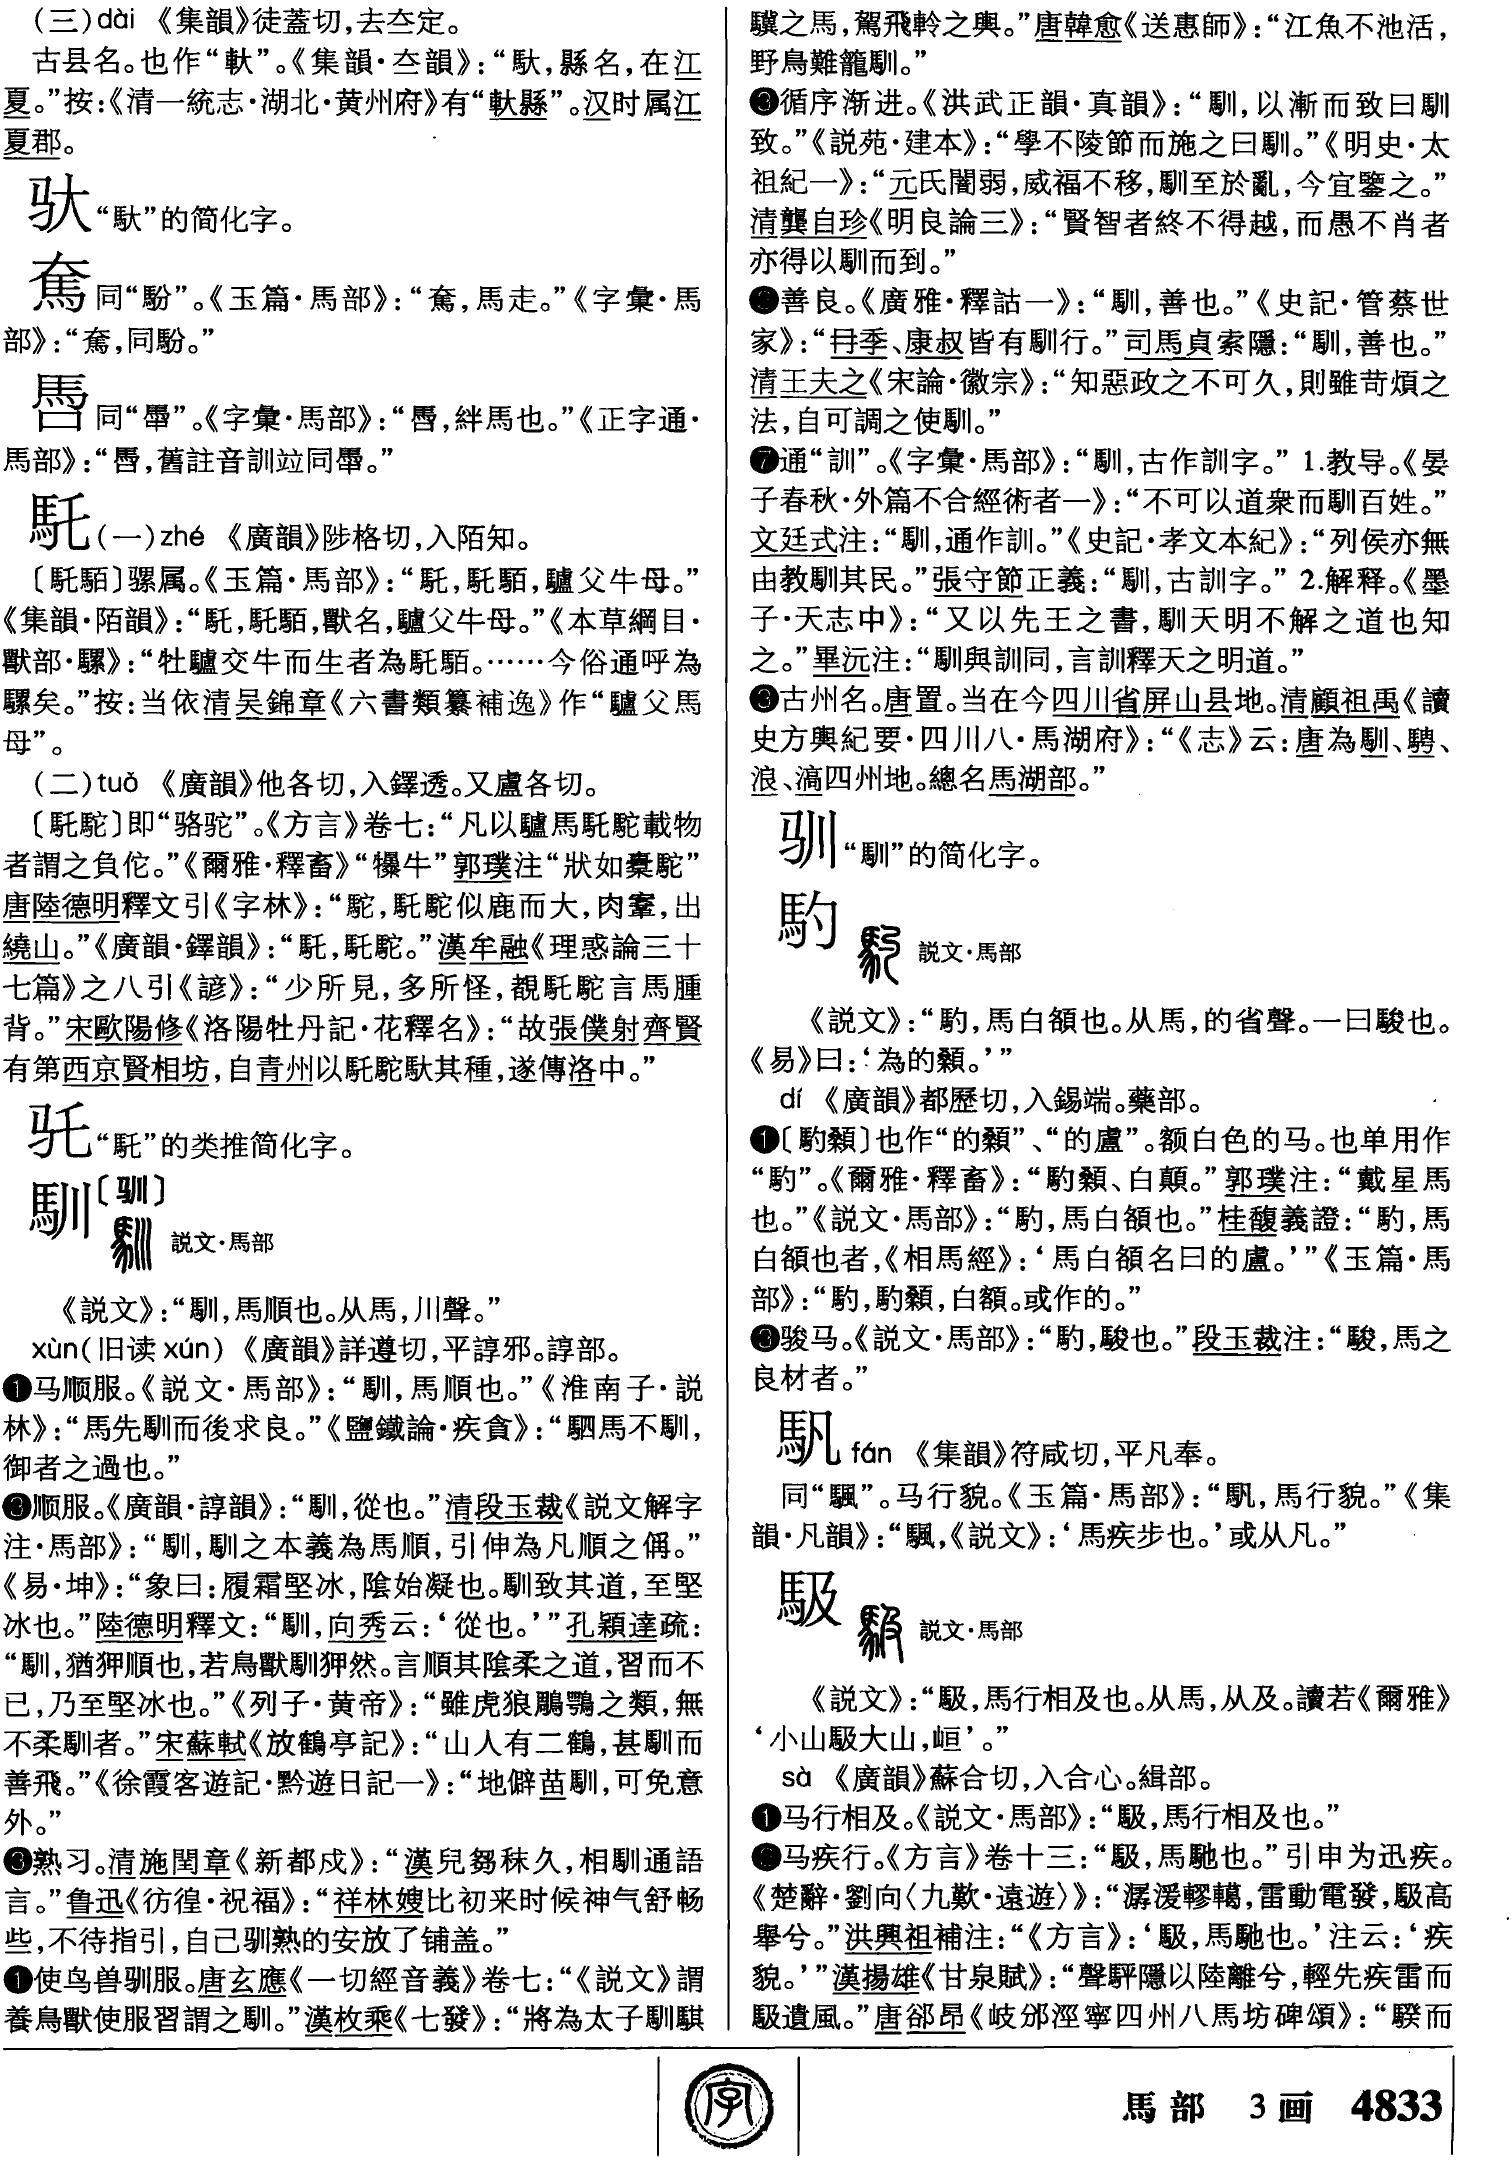 (三)dài 《集韻》徒蓋切,去夳定。
古县名。也作“軑”。《集韻·夳韻》:“馱,縣名,在江
夏。”按:《清一統志·湖北·黄州府》有“軑縣”。汉时属江
夏郡。
驮“馱”的简化字。
同“馚”。《玉篇·馬部》:“奮,馬走。”《字彙·馬
𩡩同“馽”。《字彙·馬部》:“𩡩,絆馬也。”《正字通·
馬部》:“𩡩,舊註音訓竝同馽。”
馲(一)zhé 《廣韻》陟格切,入陌知。
〔馲䮀〕骡属。《玉篇·馬部》:“馲,馲䮀,驢父牛母。”
《集韻·陌韻》:“馲,馲䮀,獸名,驢父牛母。”《本草綱目·
獸部·騾》:“牡驢交牛而生者為馲䮀。……今俗通呼為
騾矣。”按:当依清吴錦章《六書類纂補逸》作“驢父馬
母”。
(二)tuō 《廣韻》他各切,入鐸透。又盧各切。
〔馲駝〕即“骆驼”。《方言》卷七:“凡以驢馬馲駝載物
者謂之負佗。”《爾雅·釋畜》“犦牛”郭璞注“狀如橐駝”
唐陸德明釋文引《字林》:“駝,馲駝似鹿而大,肉鞌,出
繞山。”《廣韻·鐸韻》:“馲,馲駝。”漢牟融《理惑論三十
七篇》之八引《諺》:“少所見,多所怪,覩馲駝言馬腫
背。”宋歐陽修《洛陽牡丹記·花釋名》:“故張僕射齊賢
有第西京賢相坊,自青州以馲駝馱其種,遂傳洛中。”
“馲”的类推简化字。
馴〔驯〕 説文·馬部
《説文》:“馴,馬順也。从馬,川聲。”
xùn(旧读xún) 《廣韻》詳遵切,平諄邪。諄部。
❶马顺服。《説文·馬部》:“馴,馬順也。”《淮南子·説
林》:“馬先馴而後求良。”《鹽鐵論·疾貪》:“駟馬不馴,
御者之過也。”
❷顺服。《廣韻·諄韻》:“馴,從也。”清段玉裁《説文解字
注·馬部》:“馴,馴之本義為馬順,引伸為凡順之偁。”
《易·坤》:“象曰:履霜堅冰,陰始凝也。馴致其道,至堅
冰也。”陸德明釋文:“馴,向秀云:‘從也。’”孔穎達疏:
“馴,猶狎順也,若鳥獸馴狎然。言順其陰柔之道,習而不
已,乃至堅冰也。”《列子·黄帝》:“雖虎狼鵰鶚之類,無
不柔馴者。”宋蘇軾《放鶴亭記》:“山人有二鶴,甚馴而
善飛。”《徐霞客遊記·黔遊日記一》:“地僻苗馴,可免意
外。”
❸熟习。清施閏章《新都戍》:“漢兒芻秣久,相馴通語
言。”鲁迅《彷徨·祝福》:“祥林嫂比初来时候神气舒畅
些,不待指引,自己驯熟的安放了铺盖。”
❹使鸟兽驯服。唐玄應《一切經音義》卷七:“《説文》謂
養鳥獸使服習謂之馴。”漢枚乘《七發》:“將為太子馴騏
驥之馬,駕飛軨之輿。”唐韓愈《送惠師》:“江魚不池活,
野鳥難籠馴。”
❺循序渐进。《洪武正韻·真韻》:“馴,以漸而致曰馴
致。”《説苑·建本》:“學不陵節而施之曰馴。”《明史·太
祖紀一》:“元氏闇弱,威福不移,馴至於亂,今宜鑒之。”
清龔自珍《明良論三》:“賢智者終不得越,而愚不肖者
亦得以馴而到。”
❻善良。《廣雅·釋詁一》:“馴,善也。”《史記·管蔡世
家》:“冄季、康叔皆有馴行。”司馬貞索隱:“馴,善也。”
清王夫之《宋論·徽宗》:“知惡政之不可久,則雖苛煩之
法,自可調之使馴。”
❼通“訓”。《字彙·馬部》:“馴,古作訓字。”1.教导。《晏
子春秋·外篇不合經術者一》:“不可以道衆而馴百姓。”
文廷式注:“馴,通作訓。”《史記·孝文本紀》:“列侯亦無
由教馴其民。”張守節正義:“馴,古訓字。”2.解释。《墨
子·天志中》:“又以先王之書,馴天明不解之道也知
之。”畢沅注:“馴與訓同,言訓釋天之明道。”
❽古州名。唐置。当在今四川省屏山县地。清顧祖禹《讀
史方輿紀要·四川八·馬湖府》:“《志》云:唐為馴、騁、
浪、滈四州地。總名馬湖部。”
驯“馴”的简化字。
馰 説文·馬部
《説文》:“馰,馬白頟也。从馬,的省聲。一曰駿也。
《易》曰:‘為的顙。’”
dí 《廣韻》都歷切,入錫端。藥部。
❶〔馰顙〕也作“的顙”、“的盧”。额白色的马。也单用作
“馰”。《爾雅·釋畜》:“馰顙、白顛。”郭璞注:“戴星馬
也。”《説文·馬部》:“馰,馬白頟也。”桂馥義證:“馰,馬
白頟也者,《相馬經》:‘馬白頟名曰的盧。’”《玉篇·馬
部》:“馰,馰顙,白額。或作的。”
❷骏马。《説文·馬部》:“馰,駿也。”段玉裁注:“駿,馬之
良材者。”
馸fán 《集韻》符咸切,平凡奉。
韻·凡韻》:“颿,《説文》:‘馬疾步也。’或从凡。”
馺 説文·馬部
《説文》:“馺,馬行相及也。从馬,从及。讀若《爾雅》
‘小山馺大山,峘’。”
sà 《廣韻》蘇合切,入合心。緝部。
❶马行相及。《説文·馬部》:“馺,馬行相及也。”
❷马疾行。《方言》卷十三:“馺,馬馳也。”引申为迅疾。
《楚辭·劉向〈九歎·遠遊〉》:“潺湲轇轕,雷動電發,馺高
舉兮。”洪興祖補注:“《方言》:‘馺,馬馳也。’注云:‘疾
貌。’”漢揚雄《甘泉賦》:“聲駍隱以陸離兮,輕先疾雷而
馺遺風。”唐郤昂《岐邠涇寧四州八馬坊碑頌》:“騤而
字
馬部 3画 4833